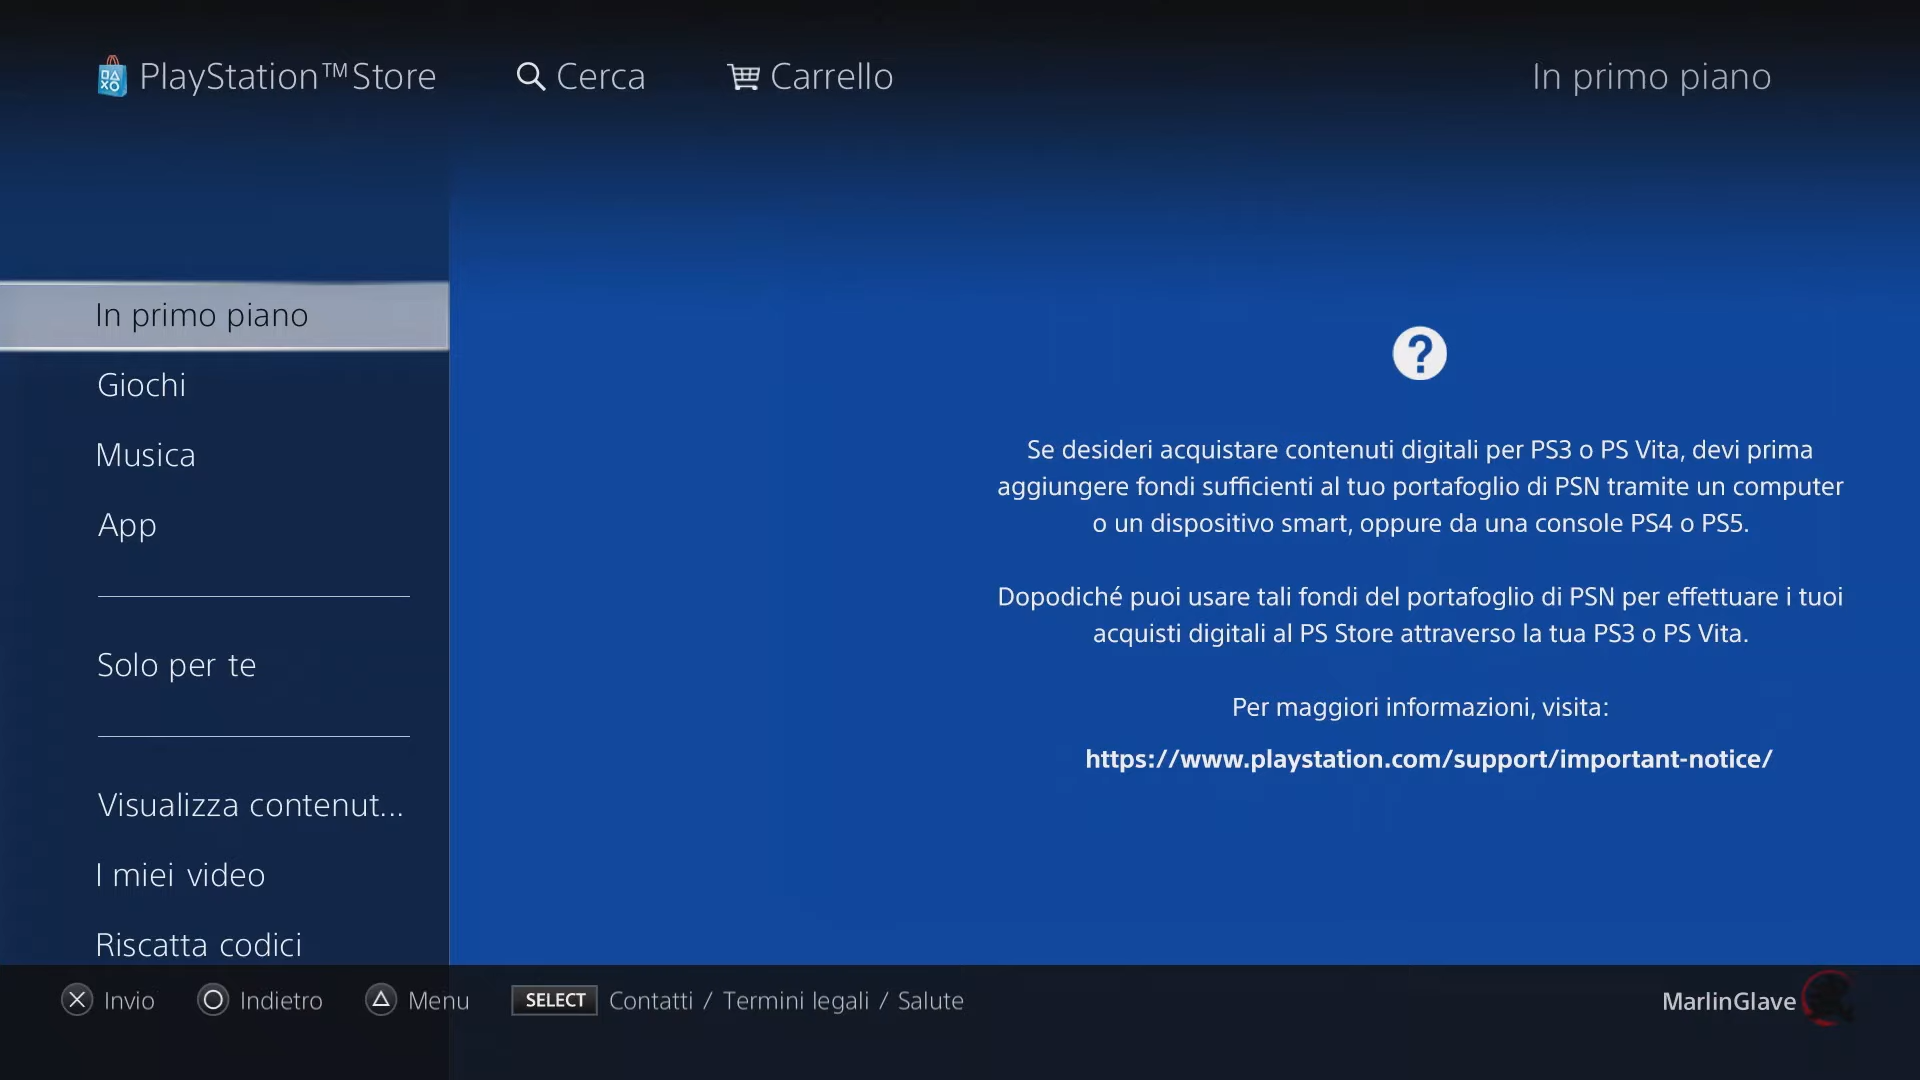 PlayStation™Store
Cerca
Carrello
In primo piano
In primo piano
Giochi
Musica
App
Solo per te
Visualizza contenut...
I miei video
Riscatta codici
?
Se desideri acquistare contenuti digitali per PS3 o PS Vita, devi prima
aggiungere fondi sufficienti al tuo portafoglio di PSN tramite un computer
o un dispositivo smart, oppure da una console PS4 o PS5.
Dopodiché puoi usare tali fondi del portafoglio di PSN per effettuare i tuoi
acquisti digitali al PS Store attraverso la tua PS3 o PS Vita.
Per maggiori informazioni, visita:
https://www.playstation.com/support/important-notice/
Invio
Indietro
Menu
SELECT Contatti / Termini legali / Salute
MarlinGlave